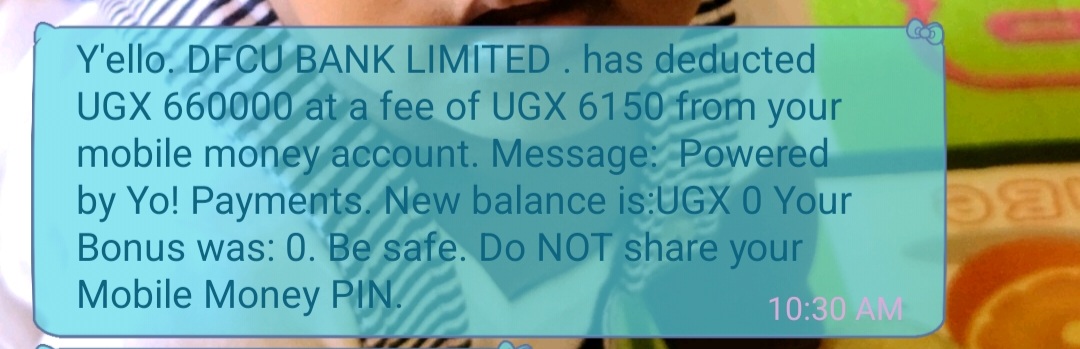 Y'ello. DFCU BANK LIMITED . has deducted
UGX 660000 at a fee of UGX 6150 from your
mobile money account. Message:  Powered
by Yo! Payments. New balance is:UGX 0 Your
Bonus was: 0. Be safe. Do NOT share your
Mobile Money PIN.
10:30 AM